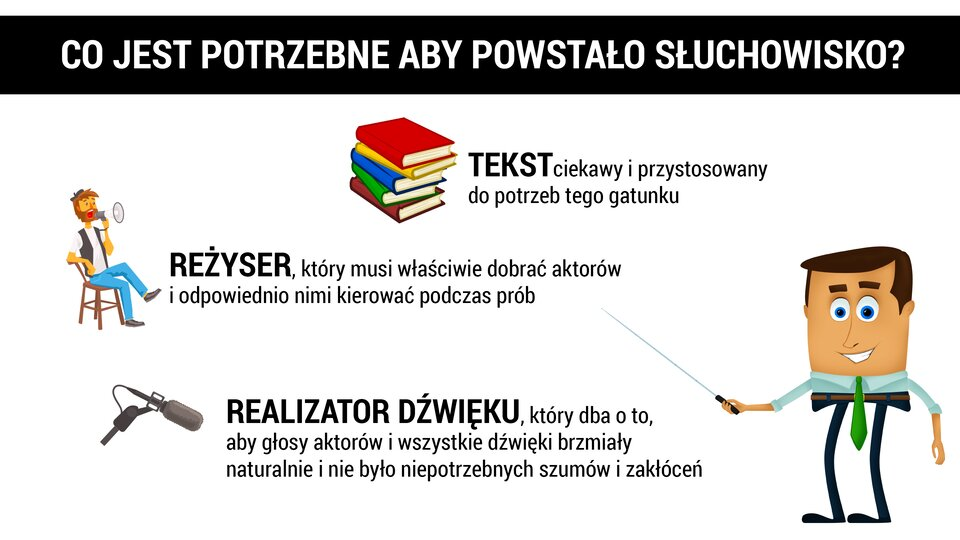 CO JEST POTRZEBNE ABY POWSTAŁO SŁUCHOWISKO?
TEKST ciekawy i przystosowany
do potrzeb tego gatunku
REŻYSER, który musi właściwie dobrać aktorów
i odpowiednio nimi kierować podczas prób
REALIZATOR DŹWIĘKU, który dba o to,
aby głosy aktorów i wszystkie dźwięki brzmiały
naturalnie i nie było niepotrzebnych szumów i zakłóceń